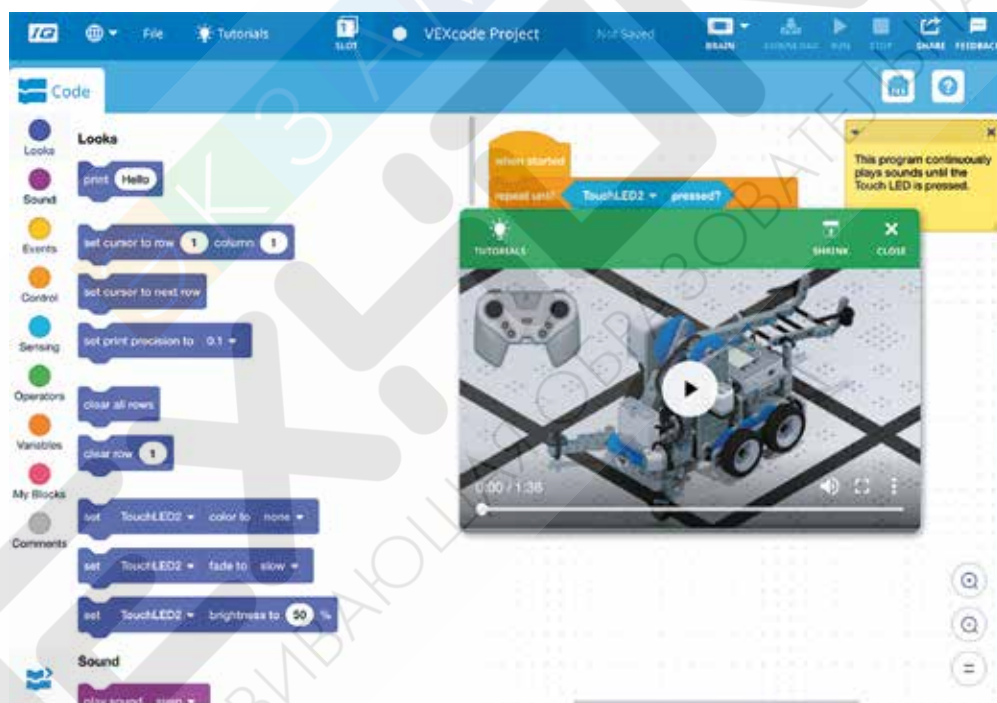 IQ File Tutorials 1 SLOT VEXcode Project Not Saved BRAIN DOWNLOAD RUN STOP SHARE FEEDBACK
Code
Looks
Sound
Events
Control
Sensing
Operators
Variables
My Blocks
Comments
Looks
print Hello
set cursor to row 1 column 1
set cursor to next row
set print precision to 0.1
clear all rows
clear row 1
set TouchLED2 color to none
set TouchLED2 fade to slow
set TouchLED2 brightness to 50 %
Sound
play sound
when started
repeat until TouchLED2 pressed?
This program continuously
plays sounds until the
Touch LED is pressed.
TUTORIALS SHRINK CLOSE
0:00 / 1:36